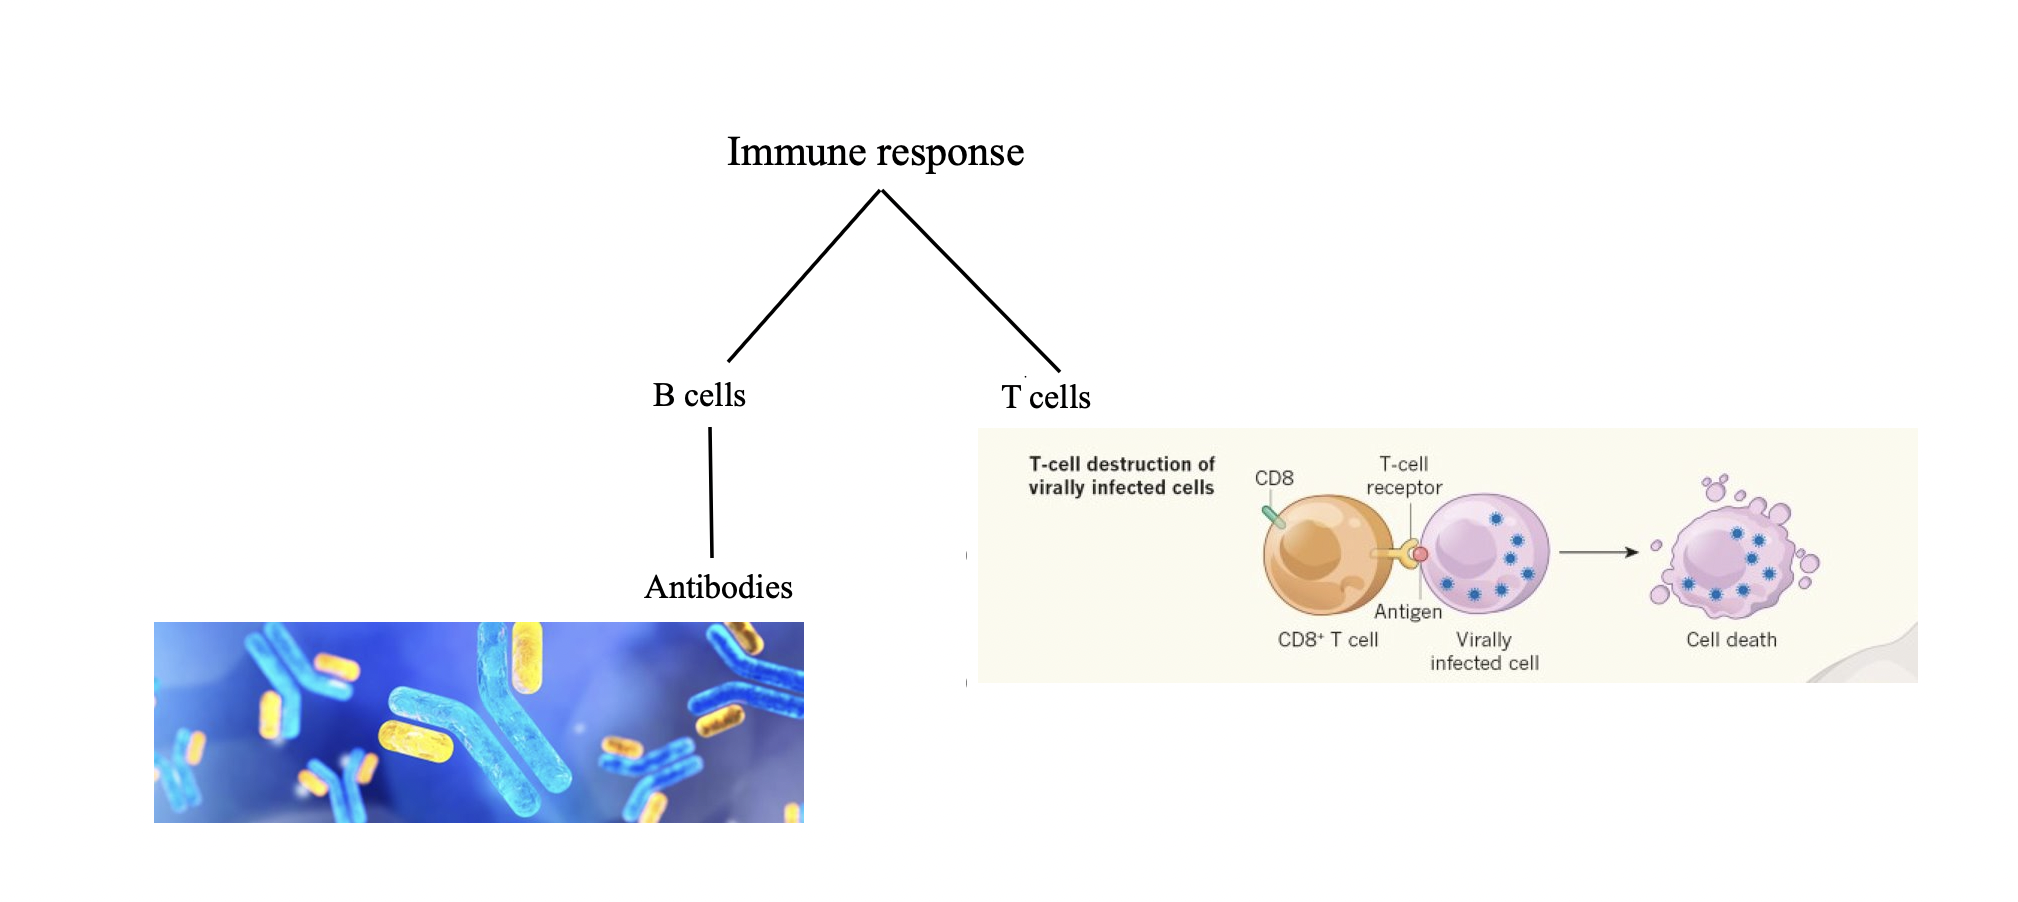 Immune response
B cells
T cells
Antibodies
T-cell destruction of
virally infected cells
CD8
T-cell
receptor
Antigen
CD8⁺ T cell
Virally
infected cell
Cell death